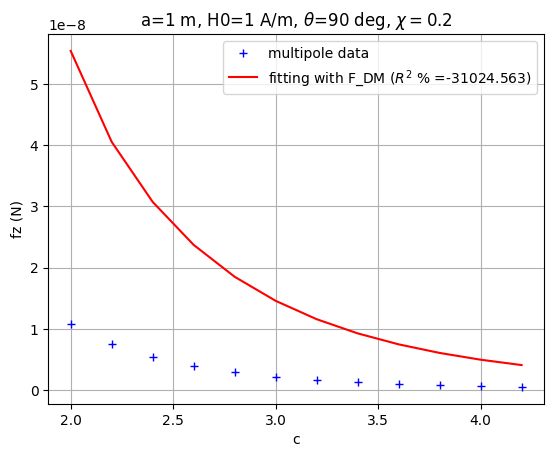 a=1 m, H0=1 A/m, θ=90 deg, χ = 0.2
1e−8
multipole data
fitting with F_DM (R² % =-31024.563)
5
4
3
2
1
0
fz (N)
2.0 2.5 3.0 3.5 4.0
c